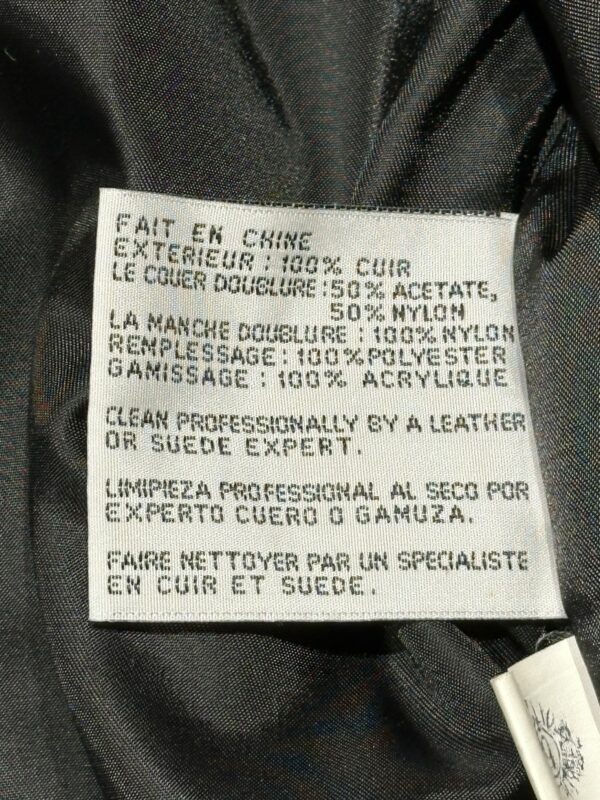 FAIT EN CHINE
EXTERIEUR : 100% CUIR
LE COUER DOUBLURE : 50% ACETATE,
50% NYLON
LA MANCHE DOUBLURE : 100% NYLON
REMPLESSAGE : 100% POLYESTER
GAMISSAGE : 100% ACRYLIQUE
CLEAN PROFESSIONALLY BY A LEATHER
OR SUEDE EXPERT.
LIMIPIEZA PROFESSIONAL AL SECO POR
EXPERTO CUERO O GAMUZA.
FAIRE NETTOYER PAR UN SPECIALISTE
EN CUIR ET SUEDE.